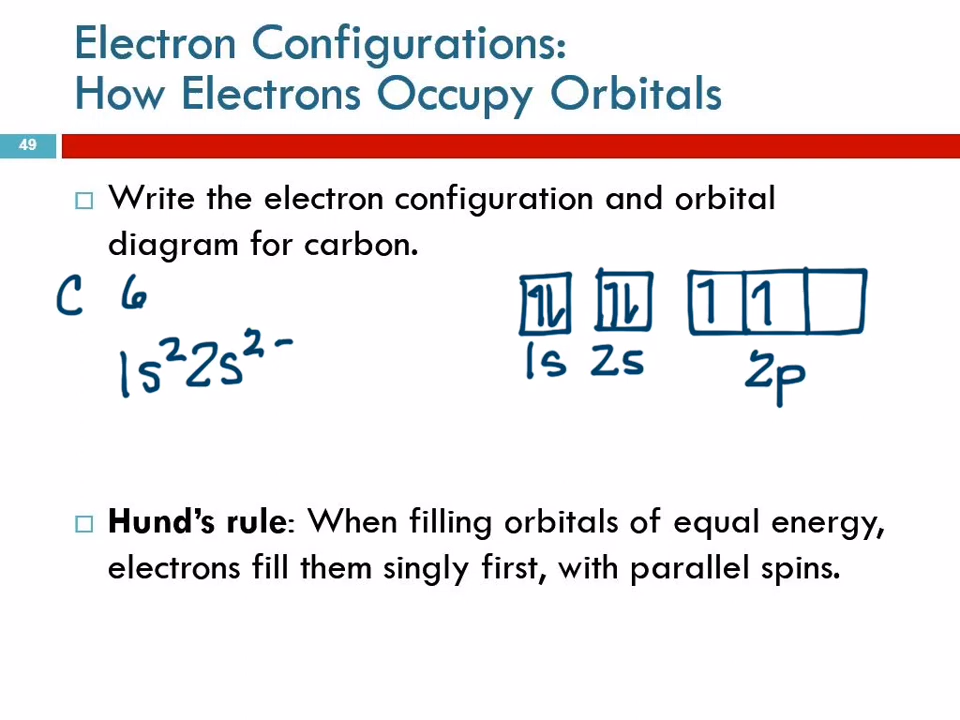 Electron Configurations:
How Electrons Occupy Orbitals
49
Write the electron configuration and orbital
diagram for carbon.
C 6
1s²2s²
1s 2s 2p
Hund's rule: When filling orbitals of equal energy,
electrons fill them singly first, with parallel spins.